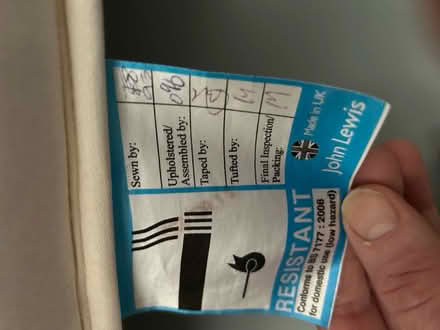 Sewn by:
Upholstered/
Assembled by:
Taped by:
Tufted by: M
Final Inspection/
Packing: M
Made in UK
John Lewis
RESISTANT
Conforms to BS 7177 : 2008
for domestic use (low hazard)